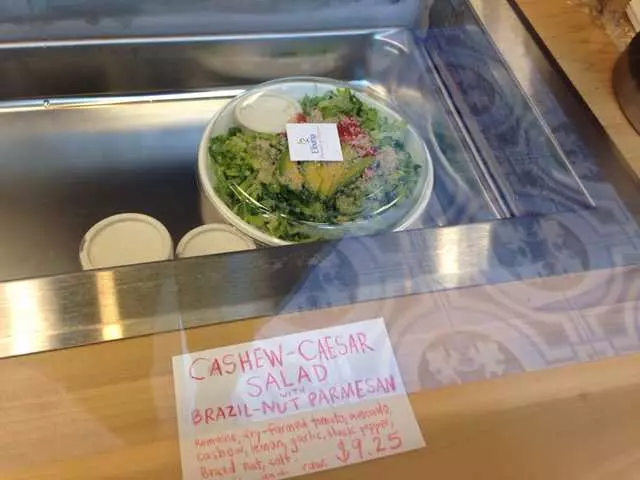 Eburia
CASHEW-CAESAR
SALAD
WITH
BRAZIL-NUT PARMESAN
Romaine, dry-farmed tomato, avocado,
cashew, lemon, garlic, black pepper,
Brazil nut, salt.
raw.
$9.25